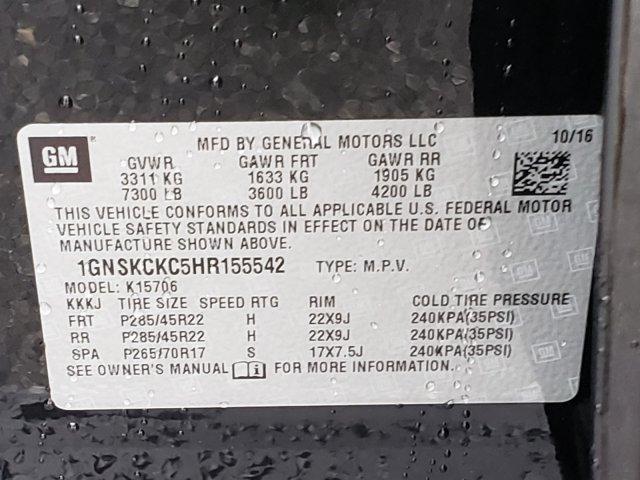 GM
MFD BY GENERAL MOTORS LLC 10/16
GVWR GAWR FRT GAWR RR
3311 KG 1633 KG 1905 KG
7300 LB 3600 LB 4200 LB
THIS VEHICLE CONFORMS TO ALL APPLICABLE U.S. FEDERAL MOTOR
VEHICLE SAFETY STANDARDS IN EFFECT ON THE DATE OF
MANUFACTURE SHOWN ABOVE.
1GNSKCKC5HR155542 TYPE: M.P.V.
MODEL: K15706
KKKJ TIRE SIZE SPEED RTG RIM COLD TIRE PRESSURE
FRT P285/45R22 H 22X9J 240KPA(35PSI)
RR P285/45R22 H 22X9J 240KPA(35PSI)
SPA P265/70R17 S 17X7.5J 240KPA(35PSI)
SEE OWNER'S MANUAL FOR MORE INFORMATION.